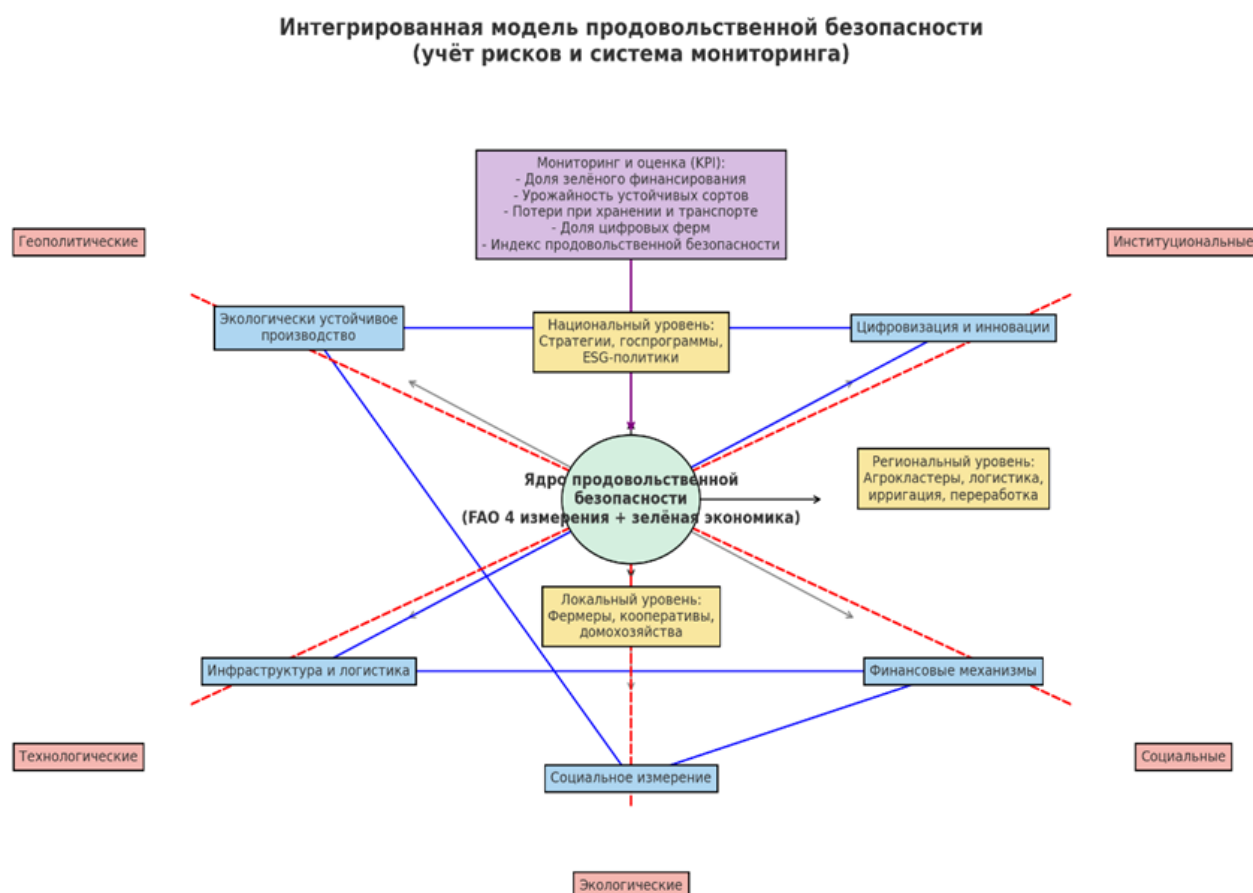 Интегрированная модель продовольственной безопасности
(учёт рисков и система мониторинга)
Мониторинг и оценка (KPI):
- Доля зелёного финансирования
- Урожайность устойчивых сортов
- Потери при хранении и транспорте
- Доля цифровых ферм
- Индекс продовольственной безопасности
Геополитические
Институциональные
Экологически устойчивое
производство
Национальный уровень:
Стратегии, госпрограммы,
ESG-политики
Цифровизация и инновации
Ядро продовольственной
безопасности
(FAO 4 измерения + зелёная экономика)
Региональный уровень:
Агрокластеры, логистика,
ирригация, переработка
Локальный уровень:
Фермеры, кооперативы,
домохозяйства
Инфраструктура и логистика
Финансовые механизмы
Технологические
Социальное измерение
Социальные
Экологические